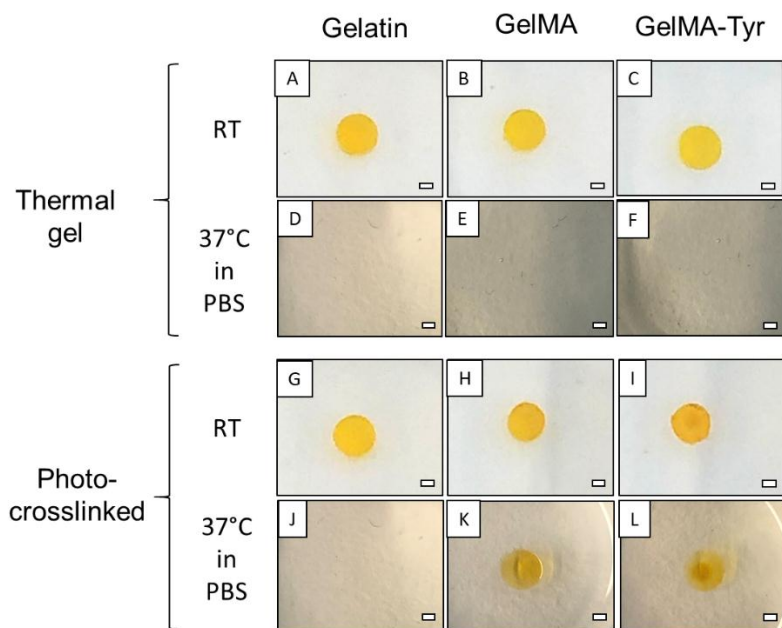 Gelatin GelMA GelMA-Tyr
A B C
RT
Thermal
gel
D E F
37°C
in
PBS
G H I
RT
Photo-
crosslinked
J K L
37°C
in
PBS